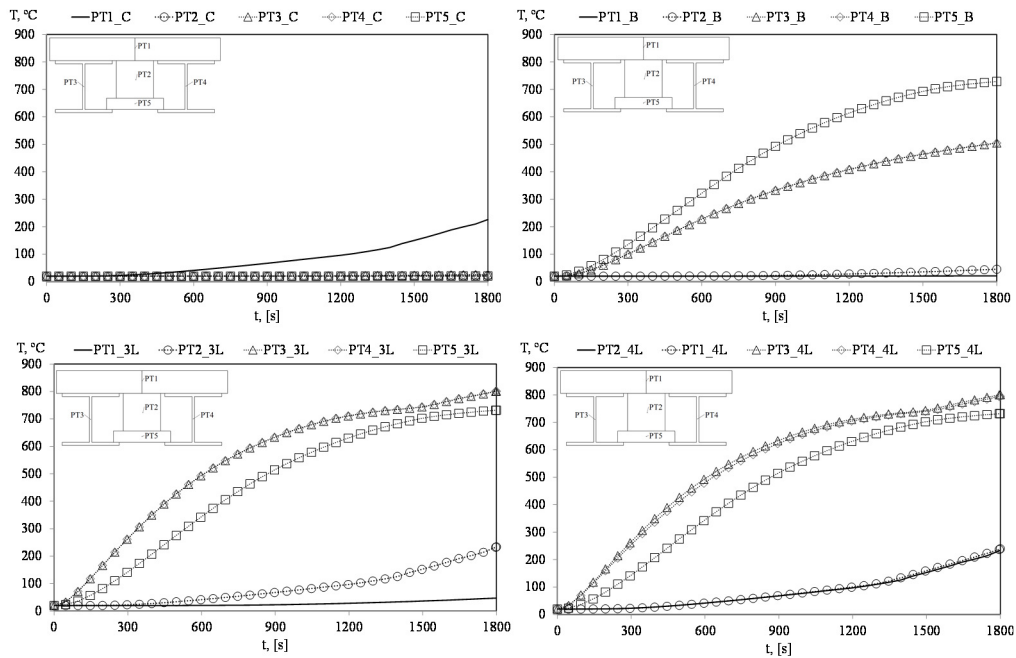 T, °C
PT1_C PT2_C PT3_C PT4_C PT5_C
900
800
700
600
500
400
300
200
100
0
PT1
PT3
PT2
PT4
PT5
0 300 600 900 1200 1500 1800
t, [s]
T, °C
PT1_B PT2_B PT3_B PT4_B PT5_B
900
800
700
600
500
400
300
200
100
0
PT1
PT3
PT2
PT4
PT5
0 300 600 900 1200 1500 1800
t, [s]
T, °C
PT1_3L PT2_3L PT3_3L PT4_3L PT5_3L
900
800
700
600
500
400
300
200
100
0
PT1
PT3
PT2
PT4
PT5
0 300 600 900 1200 1500 1800
t, [s]
T, °C
PT2_4L PT1_4L PT3_4L PT4_4L PT5_4L
900
800
700
600
500
400
300
200
100
0
PT1
PT3
PT2
PT4
PT5
0 300 600 900 1200 1500 1800
t, [s]